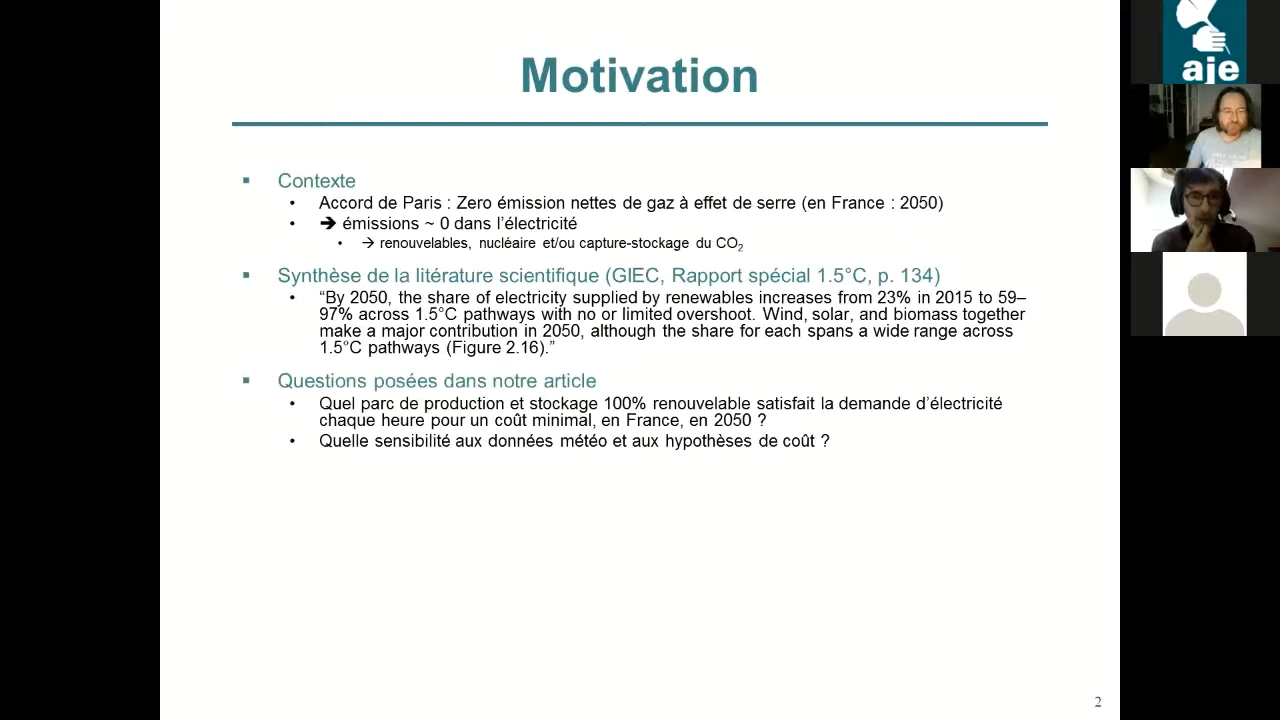 Motivation
Contexte
Accord de Paris : Zero émission nettes de gaz à effet de serre (en France : 2050)
➔ émissions ~ 0 dans l'électricité
→ renouvelables, nucléaire et/ou capture-stockage du CO₂
Synthèse de la litérature scientifique (GIEC, Rapport spécial 1.5°C, p. 134)
“By 2050, the share of electricity supplied by renewables increases from 23% in 2015 to 59–
97% across 1.5°C pathways with no or limited overshoot. Wind, solar, and biomass together
make a major contribution in 2050, although the share for each spans a wide range across
1.5°C pathways (Figure 2.16).”
Questions posées dans notre article
Quel parc de production et stockage 100% renouvelable satisfait la demande d'électricité
chaque heure pour un coût minimal, en France, en 2050 ?
Quelle sensibilité aux données météo et aux hypothèses de coût ?
2
aje